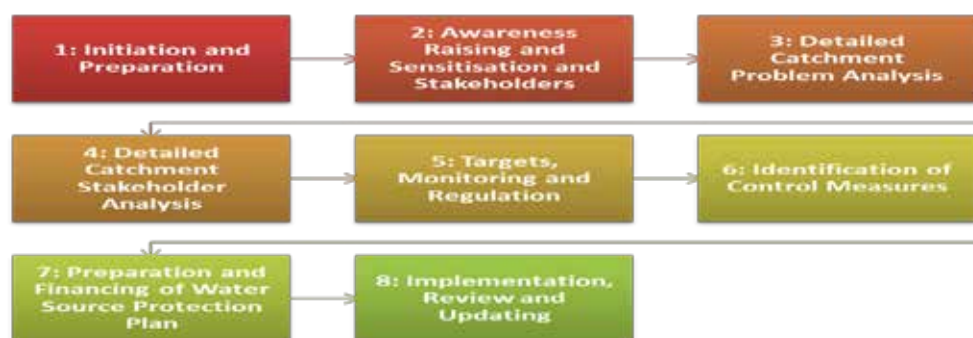 1: Initiation and
Preparation
2: Awareness
Raising and
Sensitisation and
Stakeholders
3: Detailed
Catchment
Problem Analysis
4: Detailed
Catchment
Stakeholder
Analysis
5: Targets,
Monitoring and
Regulation
6: Identification of
Control Measures
7: Preparation and
Financing of Water
Source Protection
Plan
8: Implementation,
Review and
Updating